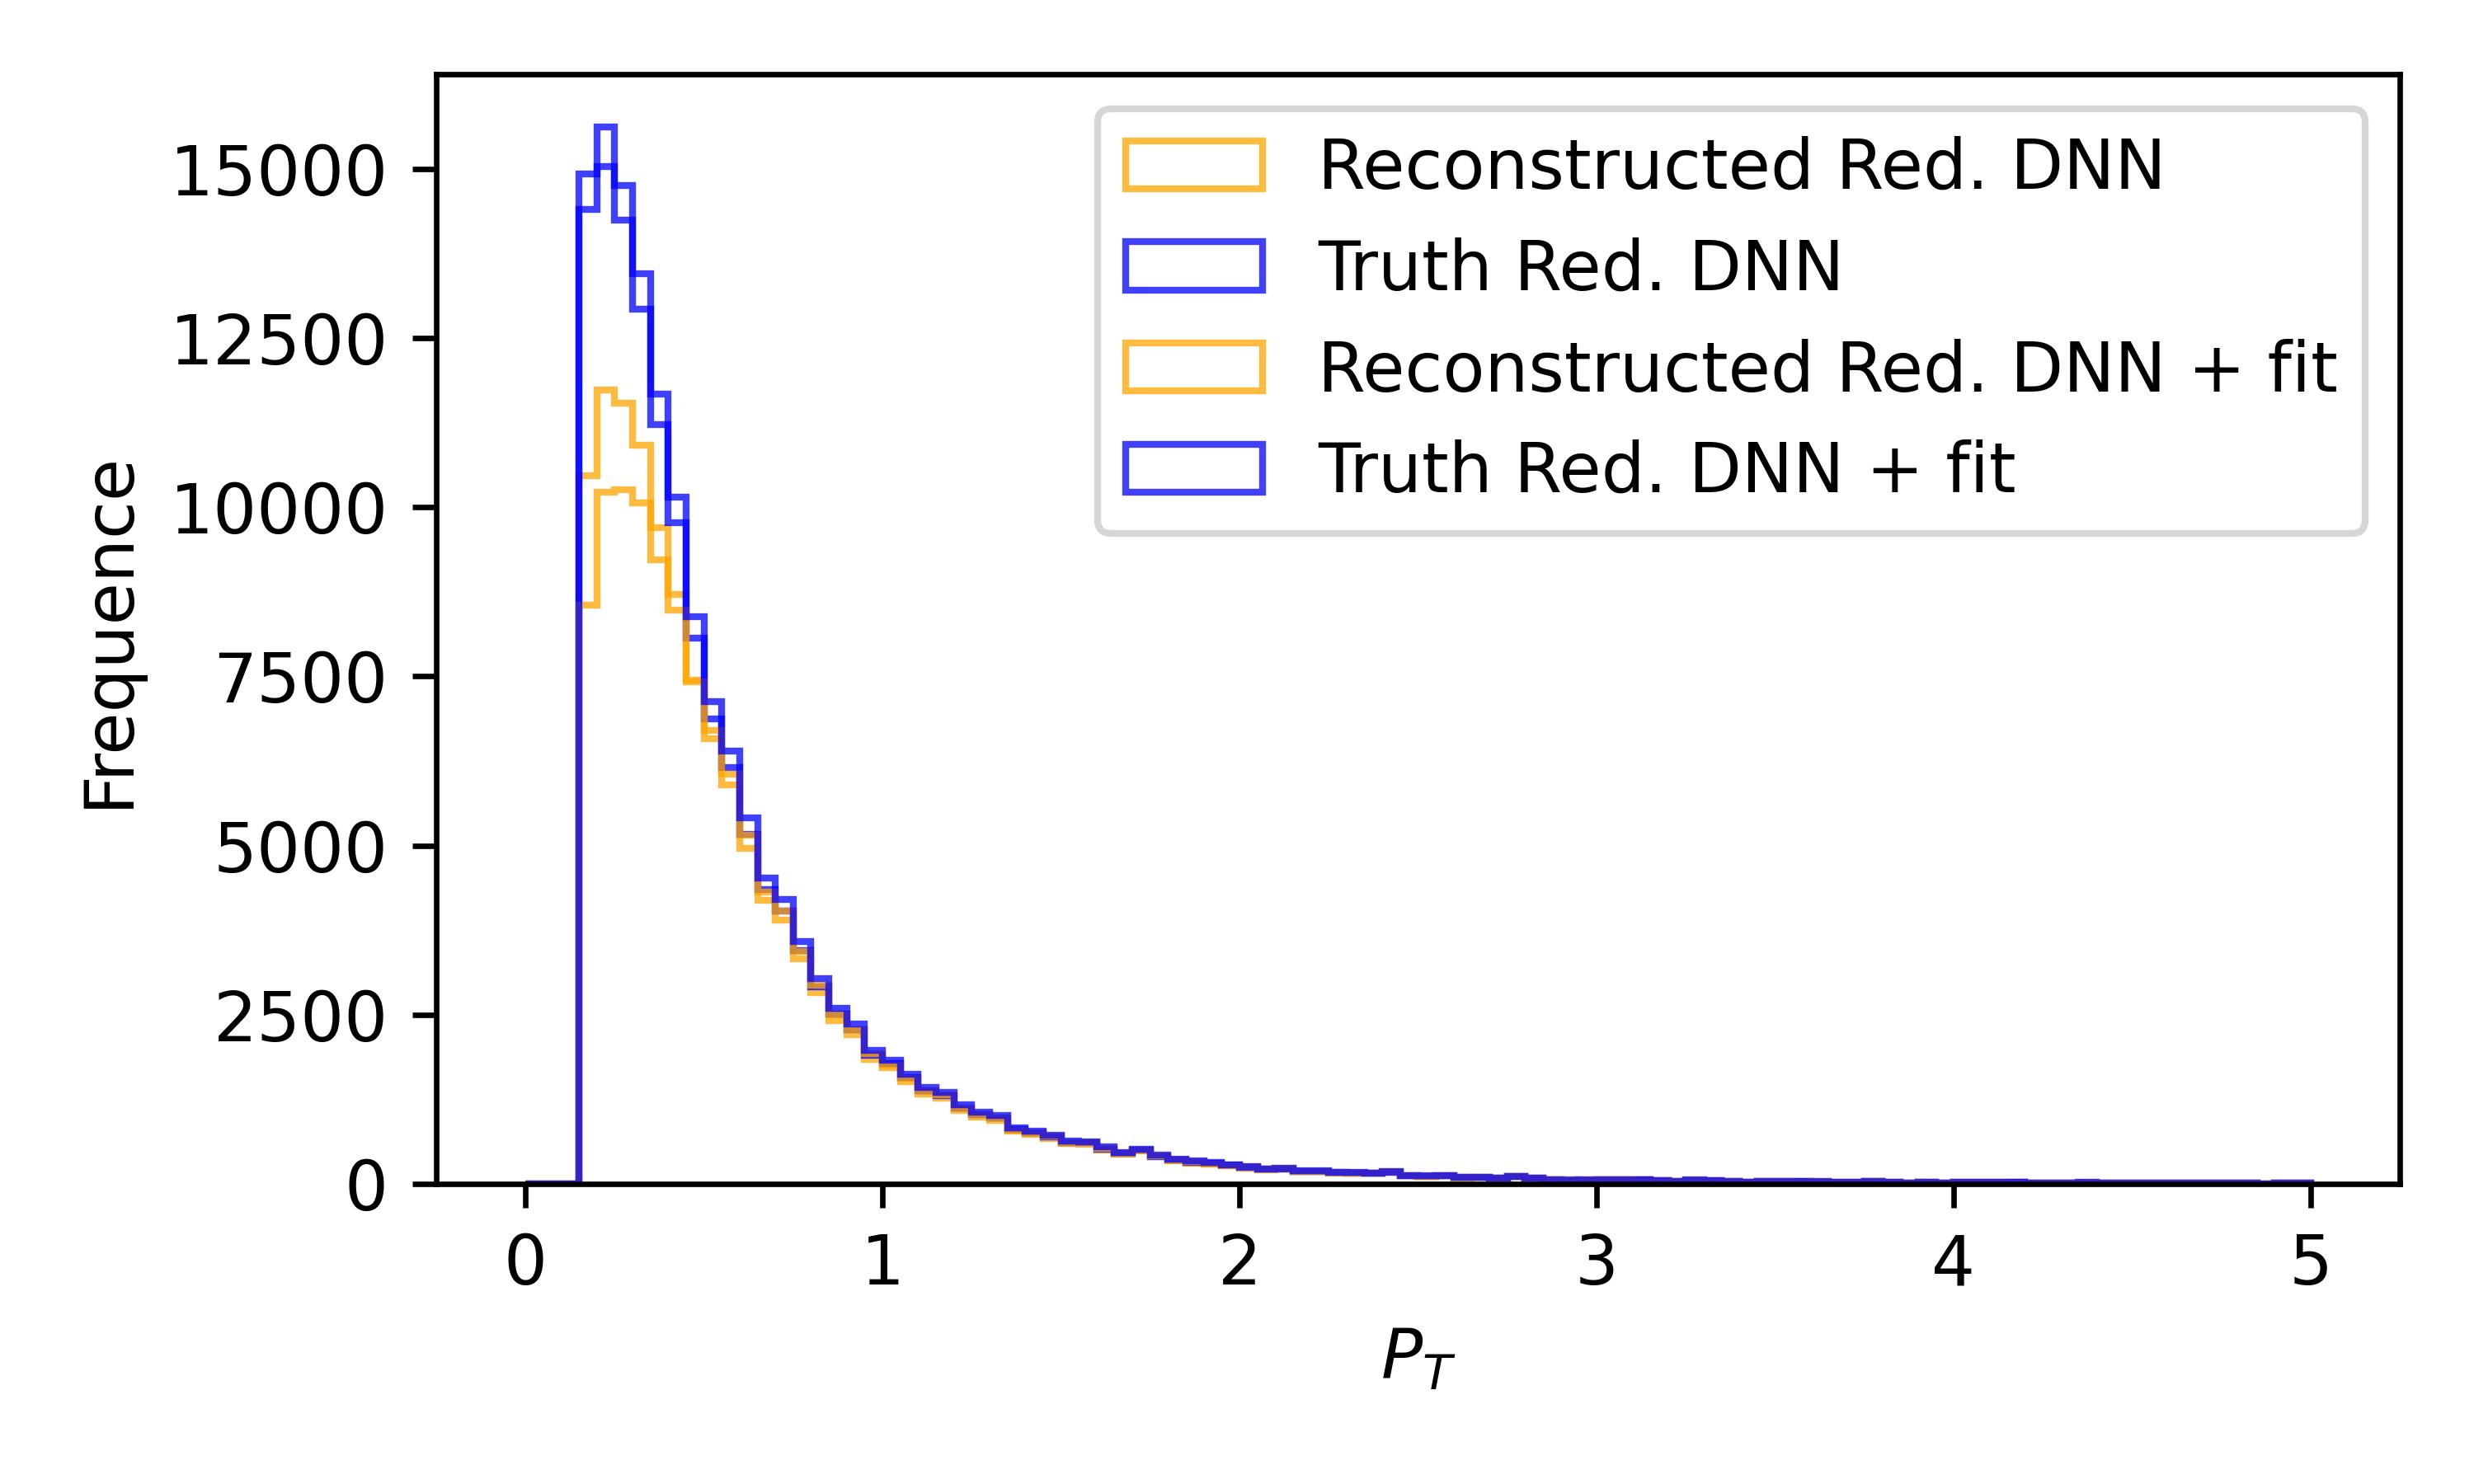 15000
12500
10000
7500
5000
2500
0
Frequence
Reconstructed Red. DNN
Truth Red. DNN
Reconstructed Red. DNN + fit
Truth Red. DNN + fit
0 1 2 3 4 5
P_T